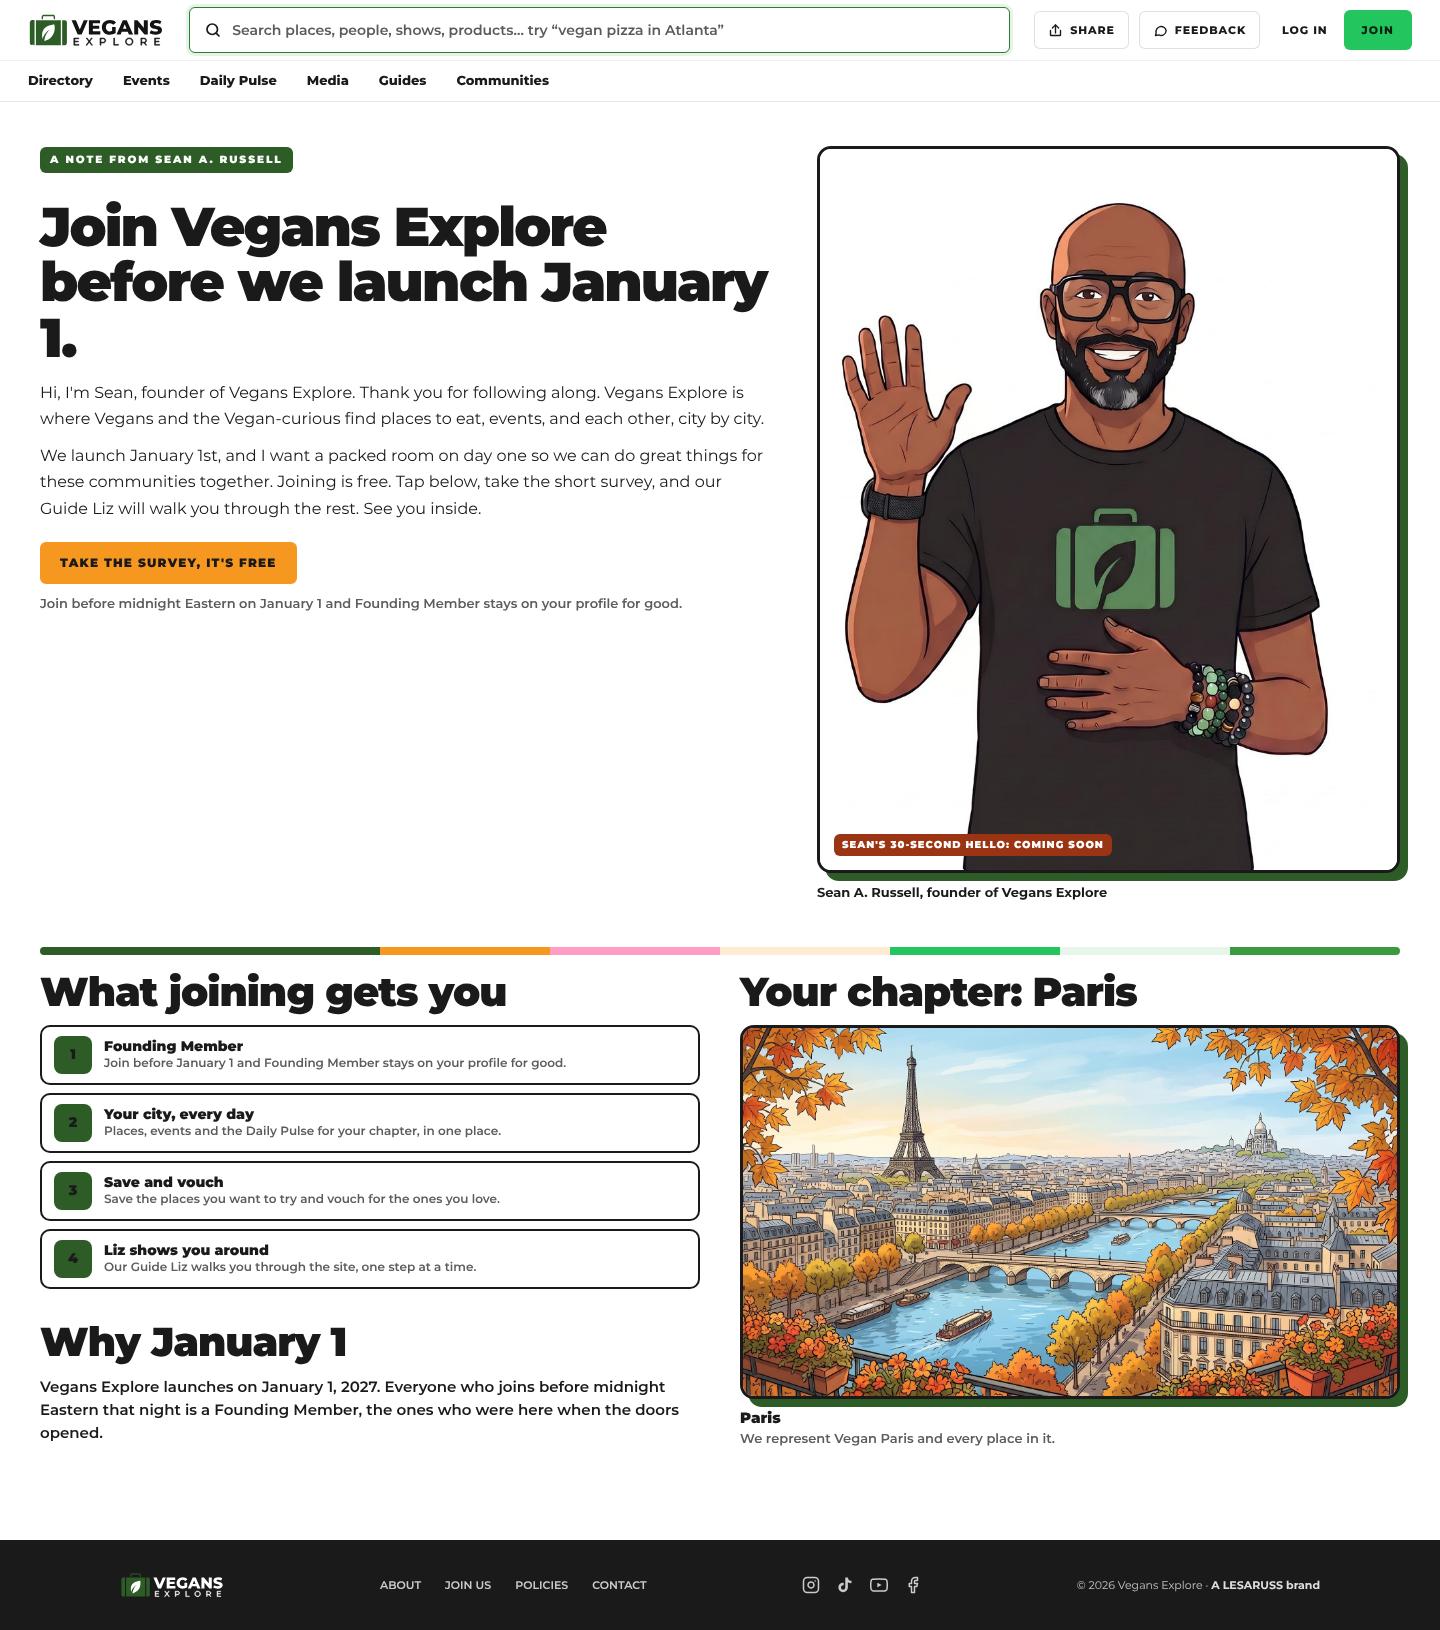 VEGANS
EXPLORE
Search places, people, shows, products... try “vegan pizza in Atlanta”
SHARE
FEEDBACK
LOG IN
JOIN
Directory
Events
Daily Pulse
Media
Guides
Communities
A NOTE FROM SEAN A. RUSSELL
Join Vegans Explore
before we launch January
1.
Hi, I'm Sean, founder of Vegans Explore. Thank you for following along. Vegans Explore is
where Vegans and the Vegan-curious find places to eat, events, and each other, city by city.
We launch January 1st, and I want a packed room on day one so we can do great things for
these communities together. Joining is free. Tap below, take the short survey, and our
Guide Liz will walk you through the rest. See you inside.
TAKE THE SURVEY, IT'S FREE
Join before midnight Eastern on January 1 and Founding Member stays on your profile for good.
SEAN'S 30-SECOND HELLO: COMING SOON
Sean A. Russell, founder of Vegans Explore
What joining gets you
1
Founding Member
Join before January 1 and Founding Member stays on your profile for good.
2
Your city, every day
Places, events and the Daily Pulse for your chapter, in one place.
3
Save and vouch
Save the places you want to try and vouch for the ones you love.
4
Liz shows you around
Our Guide Liz walks you through the site, one step at a time.
Why January 1
Vegans Explore launches on January 1, 2027. Everyone who joins before midnight
Eastern that night is a Founding Member, the ones who were here when the doors
opened.
Your chapter: Paris
Paris
We represent Vegan Paris and every place in it.
VEGANS
EXPLORE
ABOUT
JOIN US
POLICIES
CONTACT
© 2026 Vegans Explore · A LESARUSS brand